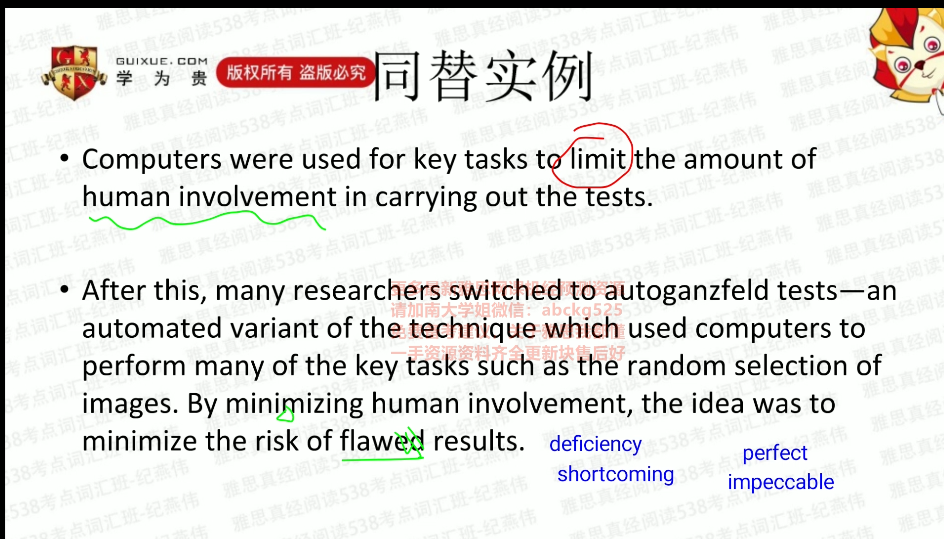 GUIXUE.COM
学为贵
版权所有 盗版必究
同替实例
• Computers were used for key tasks to limit the amount of
human involvement in carrying out the tests.
• After this, many researchers switched to autoganzfeld tests—an
automated variant of the technique which used computers to
perform many of the key tasks such as the random selection of
images. By minimizing human involvement, the idea was to
minimize the risk of flawed results.
deficiency
shortcoming
perfect
impeccable
请加南大学姐微信：abckg525
一手资源资料齐全更新块售后好
雅思真经阅读538考点词汇班-纪燕伟